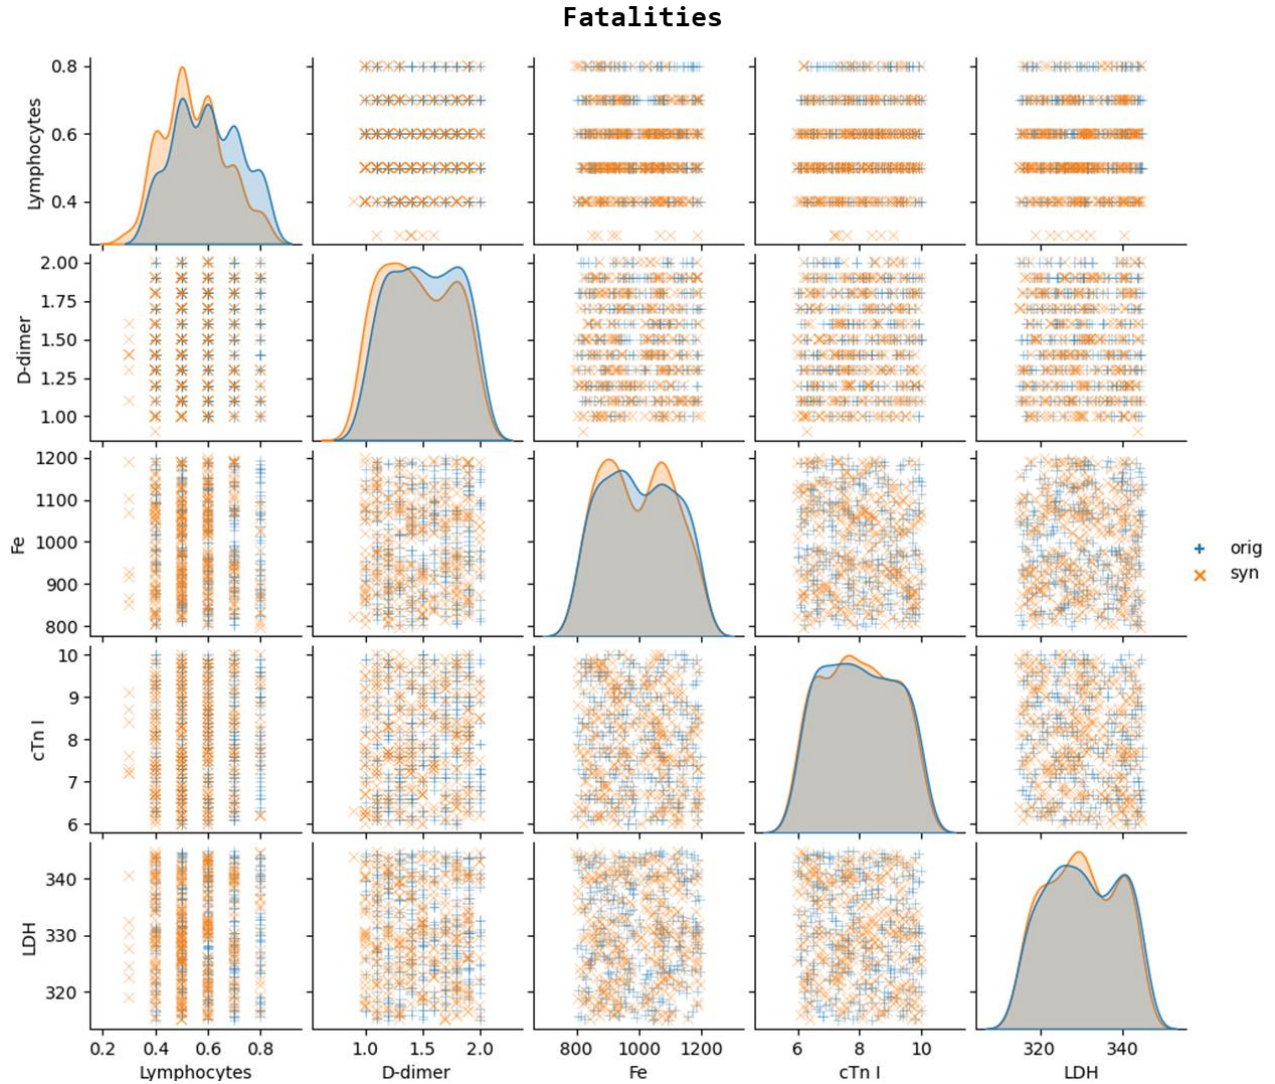 Fatalities
0.8
0.6
0.4
Lymphocytes
2.00
1.75
1.50
1.25
1.00
D-dimer
1200
1100
1000
900
800
Fe
orig
syn
10
9
8
7
6
cTn I
340
330
320
LDH
0.2 0.4 0.6 0.8
1.0 1.5 2.0
800 1000 1200
6 8 10
320 340
Lymphocytes
D-dimer
Fe
cTn I
LDH